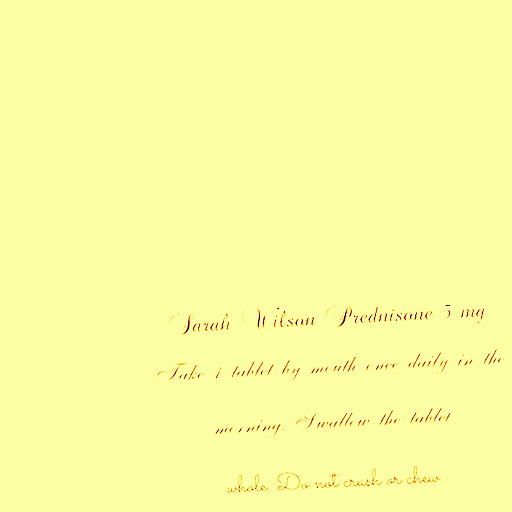 Sarah Wilson Prednisone 5 mg
Take 1 tablet by mouth once daily in the
morning. Swallow the tablet
whole. Do not crush or chew